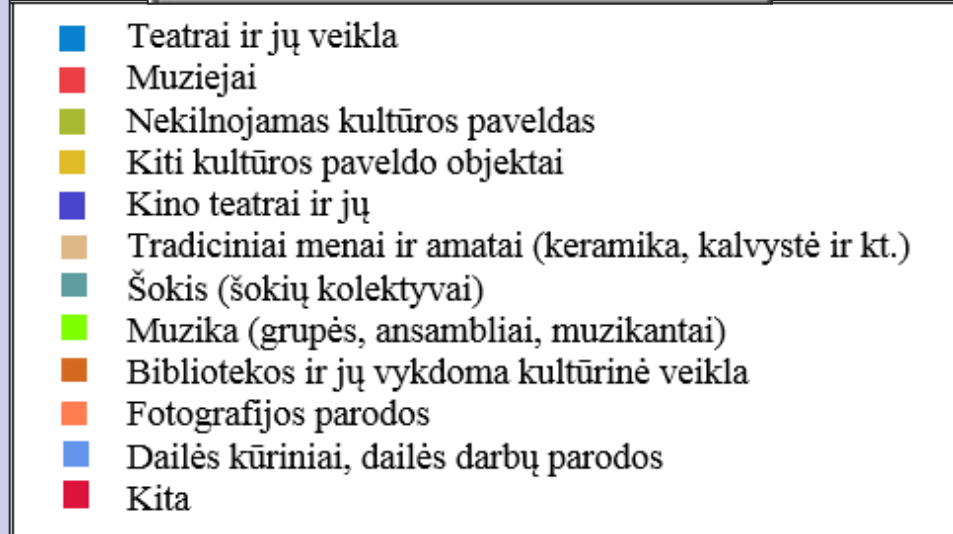 Teatrai ir jų veikla
Muziejai
Nekilnojamas kultūros paveldas
Kiti kultūros paveldo objektai
Kino teatrai ir jų
Tradiciniai menai ir amatai (keramika, kalvystė ir kt.)
Šokis (šokių kolektyvai)
Muzika (grupės, ansambliai, muzikantai)
Bibliotekos ir jų vykdoma kultūrinė veikla
Fotografijos parodos
Dailės kūriniai, dailės darbų parodos
Kita